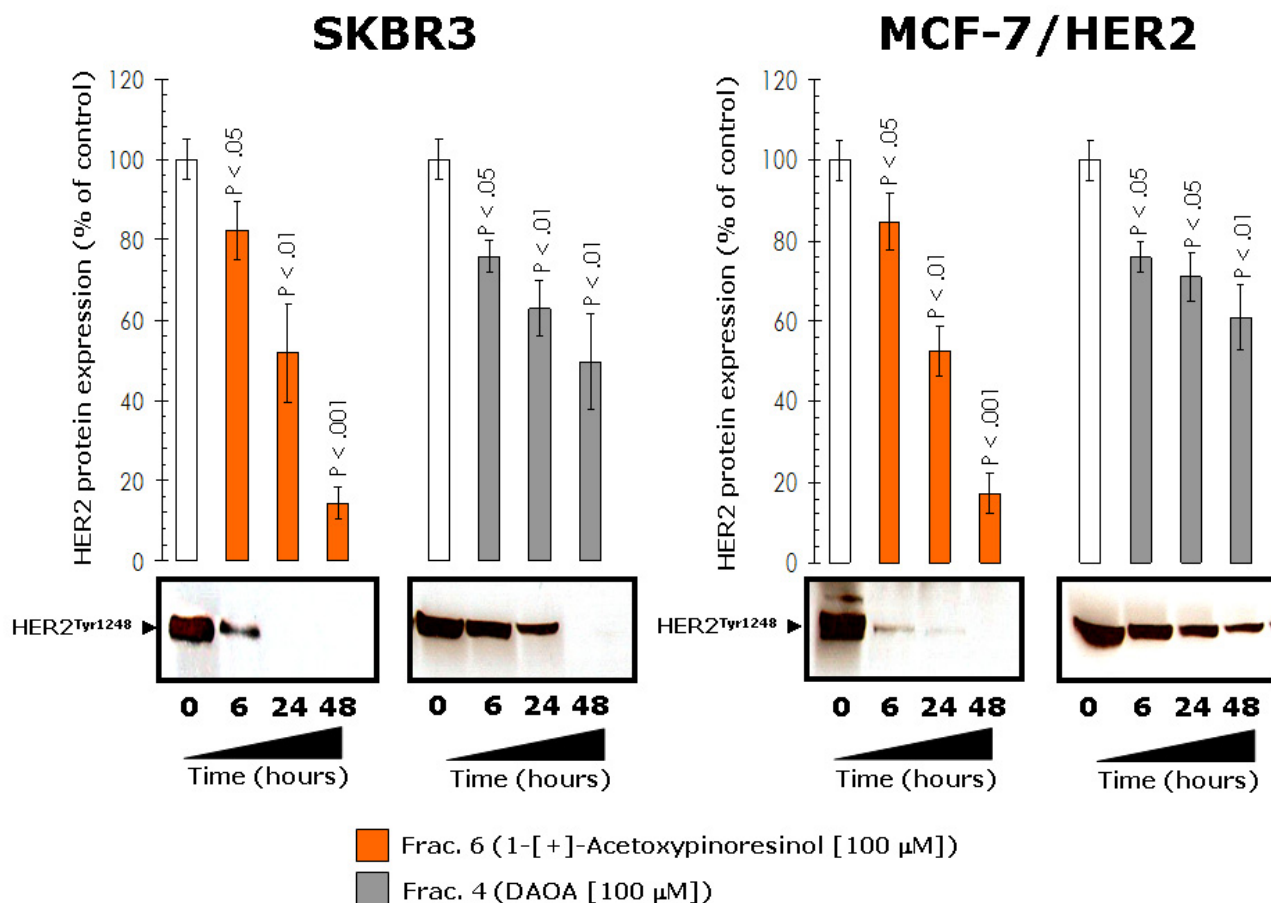 SKBR3
MCF-7/HER2
HER2 protein expression (% of control)
120
100
80
60
40
20
0
P < .05
P < .01
P < .001
P < .05
P < .01
P < .01
HER2 protein expression (% of control)
120
100
80
60
40
20
0
P < .05
P < .01
P < .001
P < .05
P < .05
P < .01
HER2Tyr1248
HER2Tyr1248
0 6 24 48
0 6 24 48
0 6 24 48
0 6 24 48
Time (hours)
Time (hours)
Time (hours)
Time (hours)
Frac. 6 (1-[+]-Acetoxypinoresinol [100 µM])
Frac. 4 (DAOA [100 µM])